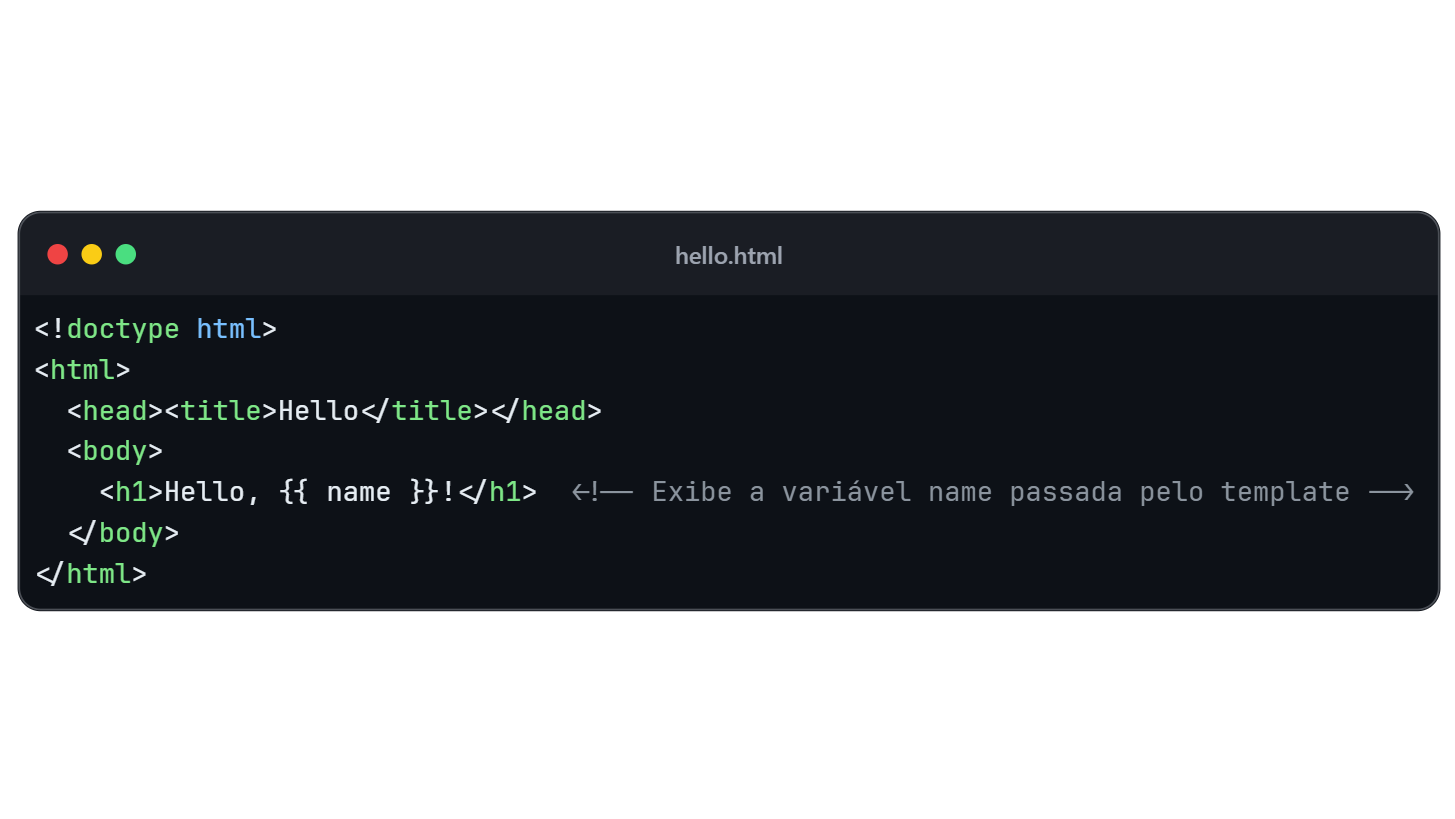 hello.html
<!doctype html>
<html>
  <head><title>Hello</title></head>
  <body>
    <h1>Hello, {{ name }}!</h1>  <!-- Exibe a variável name passada pelo template -->
  </body>
</html>